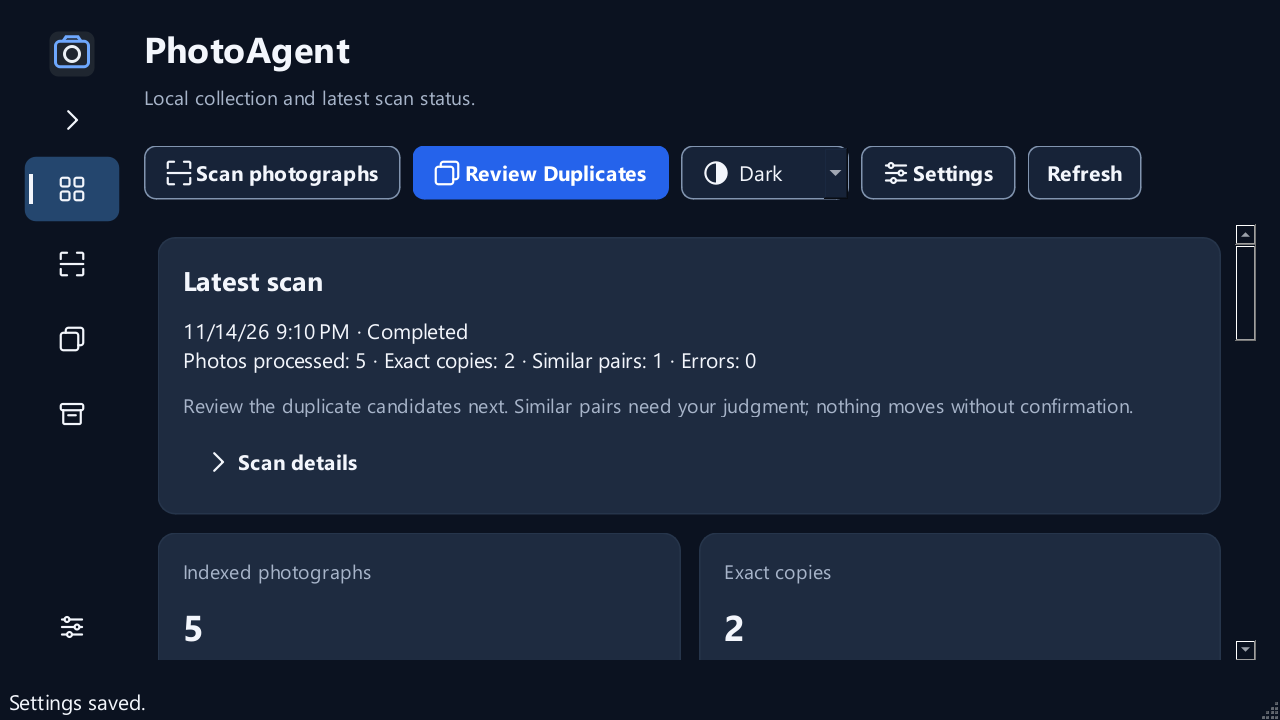 PhotoAgent
Local collection and latest scan status.
Scan photographs
Review Duplicates
Dark
Settings
Refresh
Latest scan
11/14/26 9:10 PM · Completed
Photos processed: 5 · Exact copies: 2 · Similar pairs: 1 · Errors: 0
Review the duplicate candidates next. Similar pairs need your judgment; nothing moves without confirmation.
Scan details
Indexed photographs
5
Exact copies
2
Settings saved.